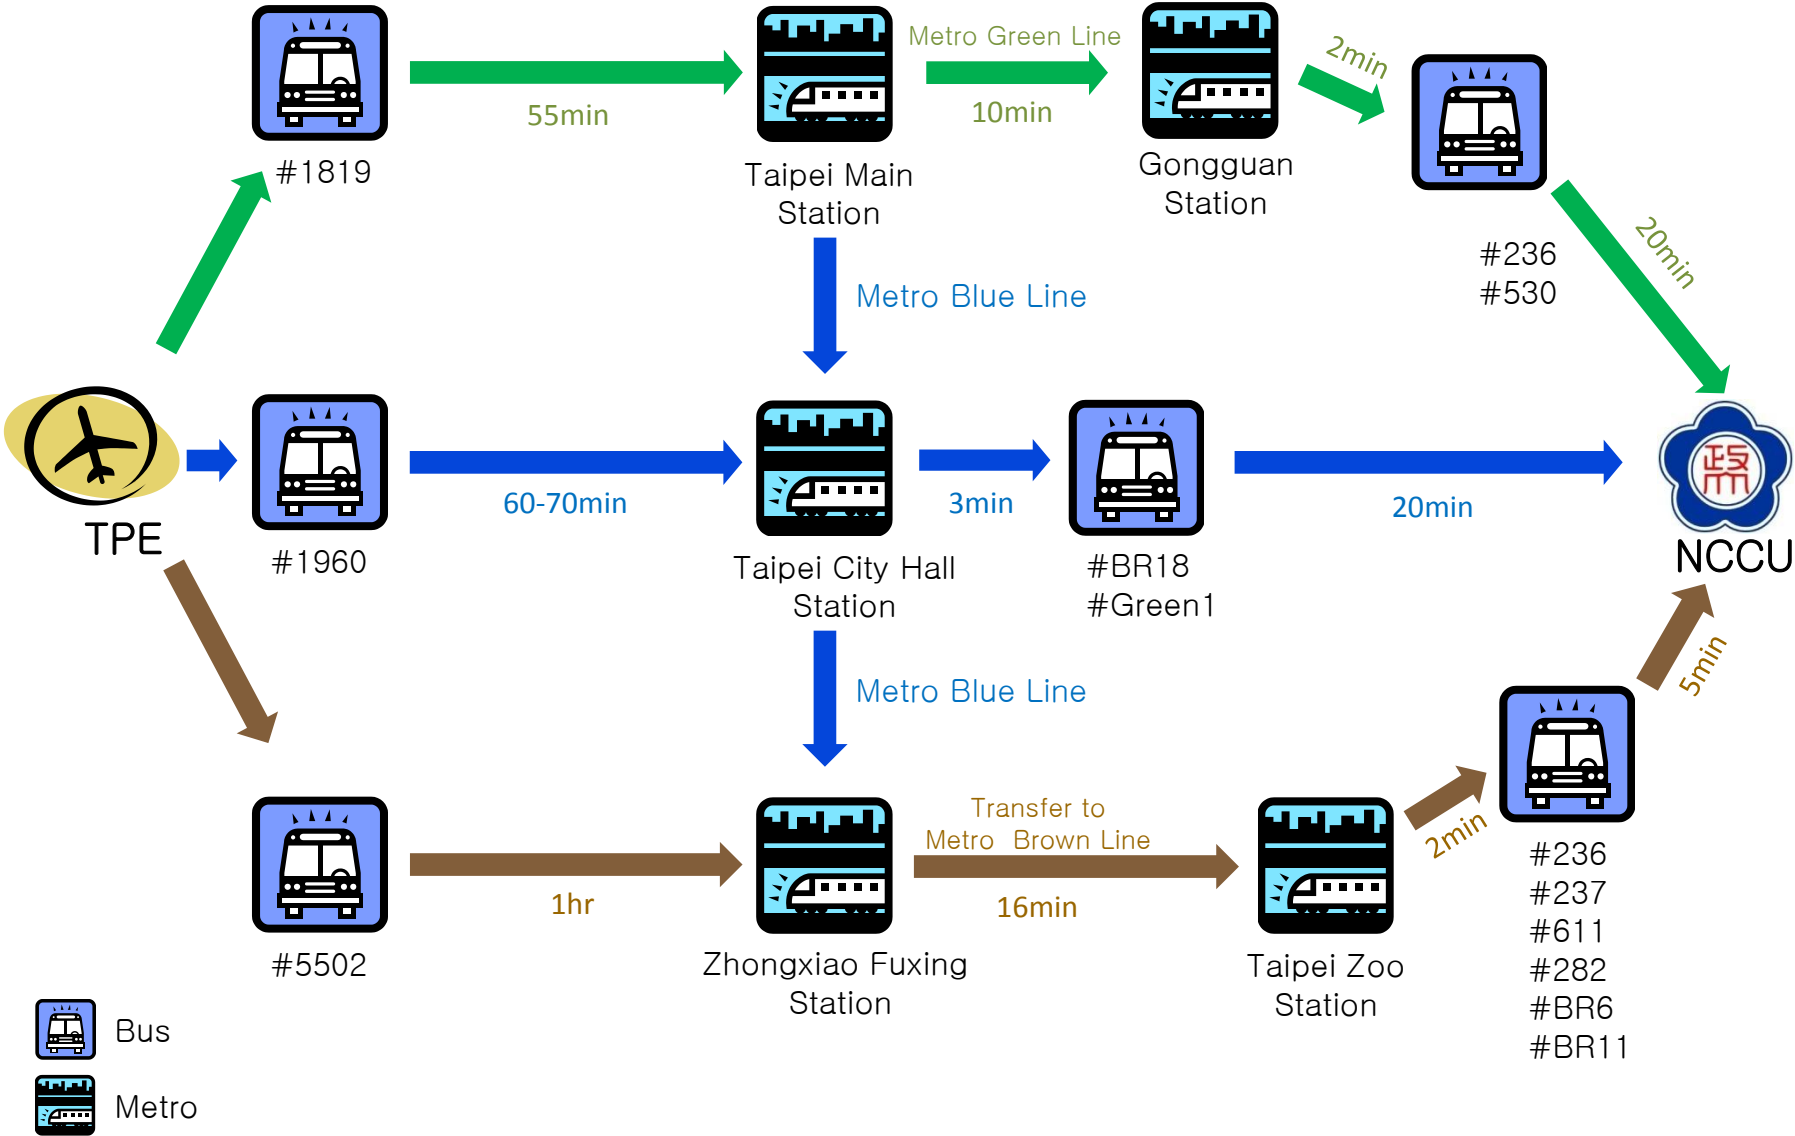 Metro Green Line
2min
55min
10min
#1819
Taipei Main
Station
Gongguan
Station
20min
#236
#530
Metro Blue Line
政
大
TPE
NCCU
60-70min
3min
20min
#1960
Taipei City Hall
Station
#BR18
#Green1
Metro Blue Line
5min
Transfer to
Metro Brown Line
2min
1hr
16min
#5502
Zhongxiao Fuxing
Station
Taipei Zoo
Station
#236
#237
#611
#282
#BR6
#BR11
Bus
Metro